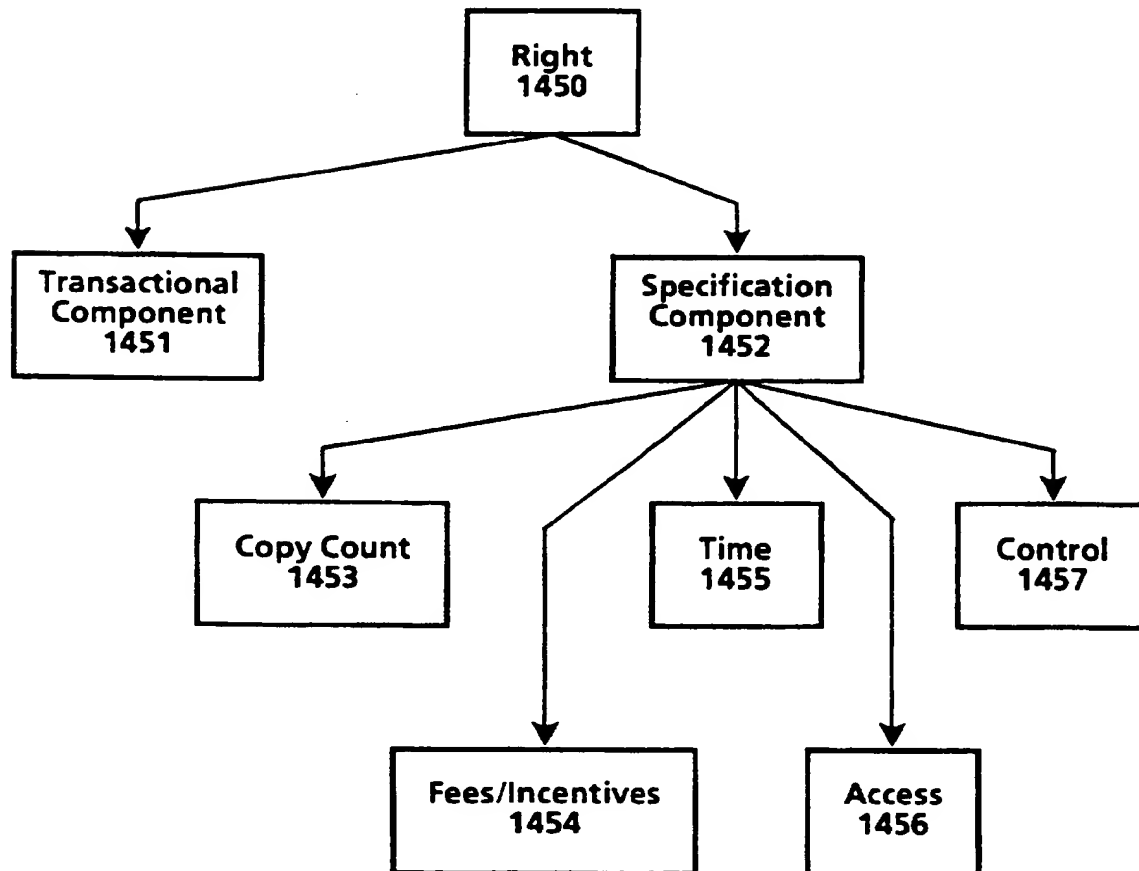 Right
1450
Transactional
Component
1451
Specification
Component
1452
Copy Count
1453
Time
1455
Control
1457
Fees/Incentives
1454
Access
1456